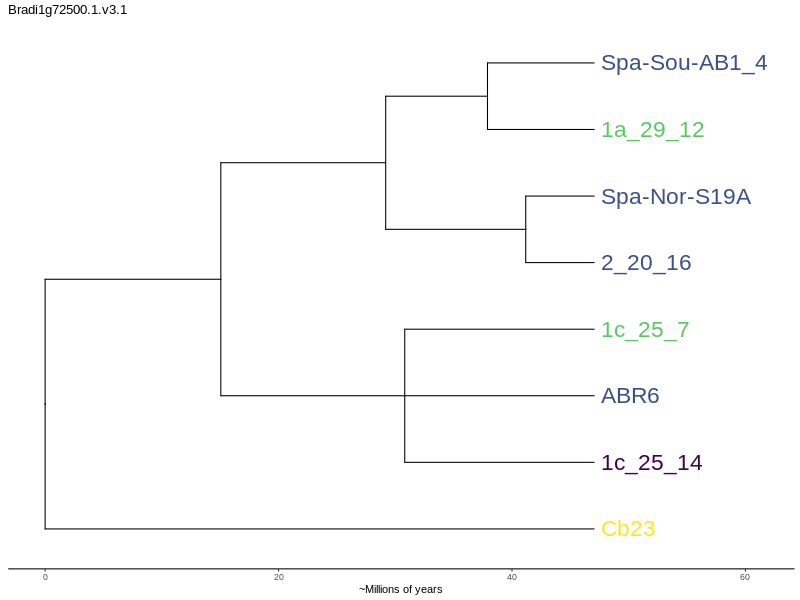 Bradi1g72500.1.v3.1
Spa-Sou-AB1_4
1a_29_12
Spa-Nor-S19A
2_20_16
1c_25_7
ABR6
1c_25_14
Cb23
0 20 40 60
~Millions of years